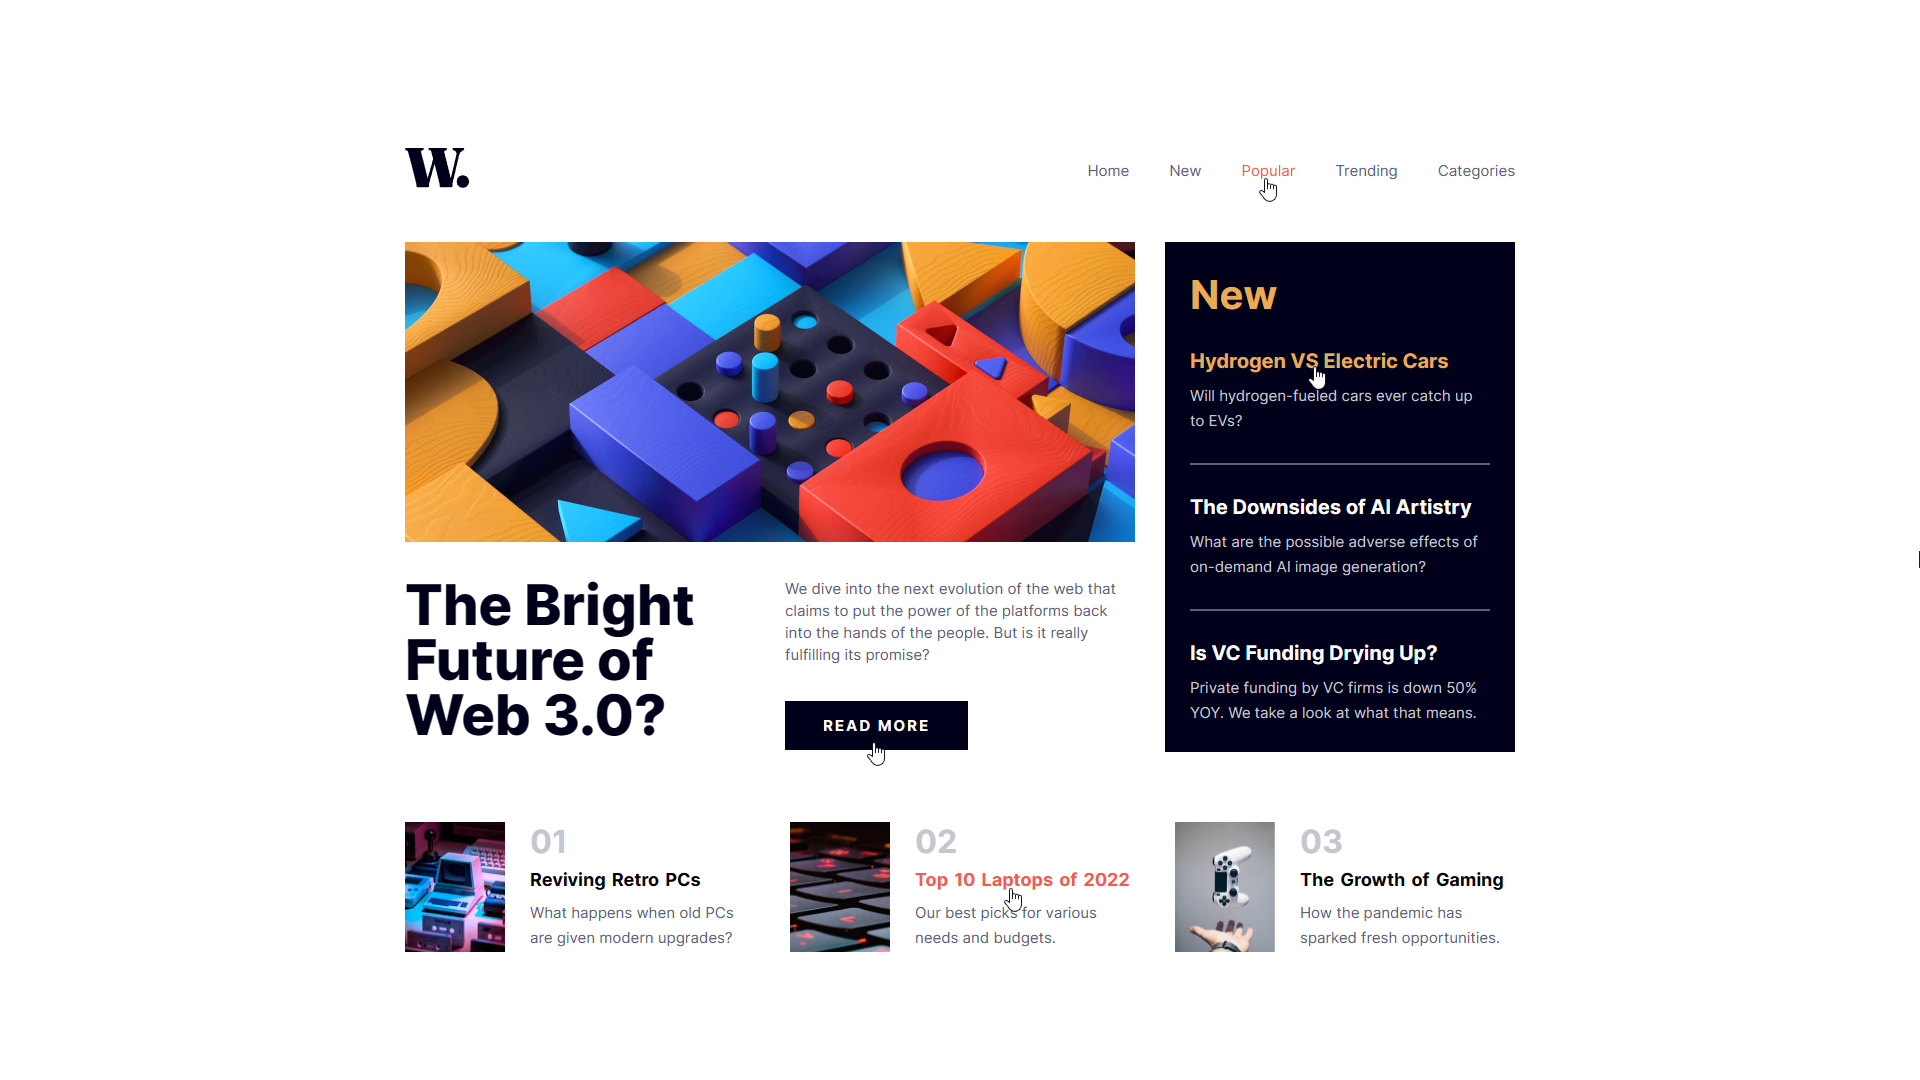 W.
Home New Popular Trending Categories
The Bright
Future of
Web 3.0?
We dive into the next evolution of the web that
claims to put the power of the platforms back
into the hands of the people. But is it really
fulfilling its promise?
READ MORE
New
Hydrogen VS Electric Cars
Will hydrogen-fueled cars ever catch up
to EVs?
The Downsides of AI Artistry
What are the possible adverse effects of
on-demand AI image generation?
Is VC Funding Drying Up?
Private funding by VC firms is down 50%
YOY. We take a look at what that means.
01
Reviving Retro PCs
What happens when old PCs
are given modern upgrades?
02
Top 10 Laptops of 2022
Our best picks for various
needs and budgets.
03
The Growth of Gaming
How the pandemic has
sparked fresh opportunities.